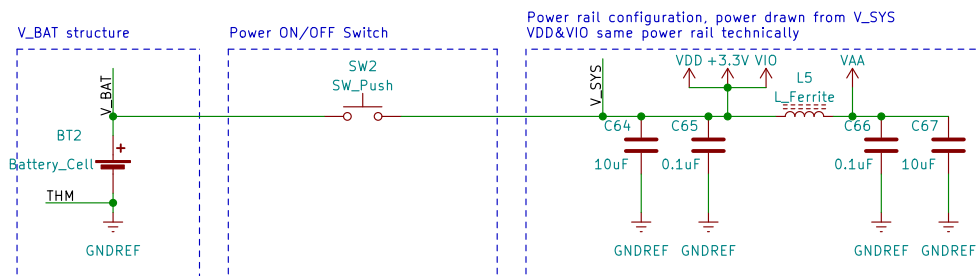 V_BAT structure
V_BAT
BT2
Battery_Cell
+
THM
GNDREF
Power ON/OFF Switch
SW2
SW_Push
Power rail configuration, power drawn from V_SYS
VDD&VIO same power rail technically
V_SYS
VDD +3.3V VIO
L5
L_Ferrite
VAA
C64
10uF
GNDREF
C65
0.1uF
GNDREF
C66
0.1uF
GNDREF
C67
10uF
GNDREF